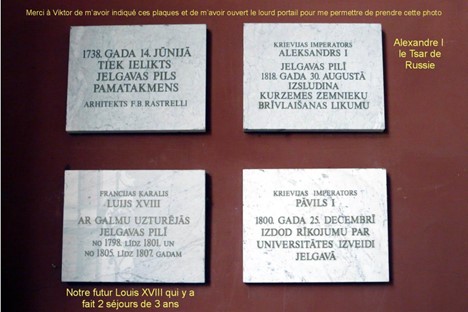 Merci à Viktor de m'avoir indiqué ces plaques et de m'avoir ouvert le lourd portail pour me permettre de prendre cette photo
1738. GADA 14. JŪNIJĀ
TIEK IELIKTS
JELGAVAS PILS
PAMATAKMENS
ARHITEKTS F.B. RASTRELLI
KRIEVIJAS IMPERATORS
ALEKSANDRS I
JELGAVAS PILĪ
1818. GADA 30. AUGUSTĀ
IZSLUDINA
KURZEMES ZEMNIEKU
BRĪVLAIŠANAS LIKUMU
Alexandre I
le Tsar de
Russie
FRANCIJAS KARALIS
LUIJS XVIII
AR GALMU UZTURĒJĀS
JELGAVAS PILĪ
NO 1798. LĪDZ 1801. UN
NO 1805. LĪDZ 1807. GADAM
KRIEVIJAS IMPERATORS
PĀVILS I
1800. GADA 25. DECEMBRĪ
IZDOD RĪKOJUMU PAR
UNIVERSITĀTES IZVEIDI
JELGAVĀ
Notre futur Louis XVIII qui y a
fait 2 séjours de 3 ans